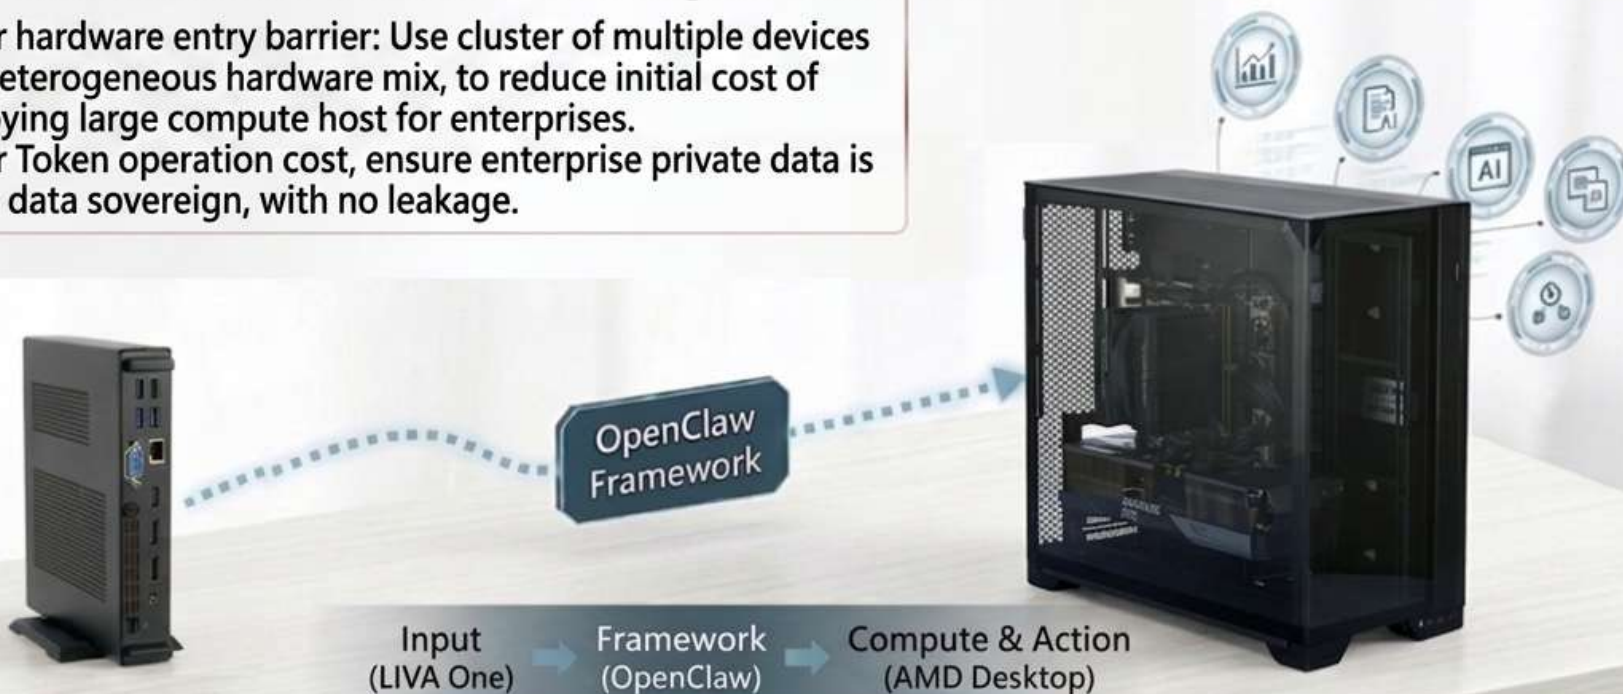 r hardware entry barrier: Use cluster of multiple devices
eterogeneous hardware mix, to reduce initial cost of
ying large compute host for enterprises.
r Token operation cost, ensure enterprise private data is
data sovereign, with no leakage.
AI
AI
OpenClaw
Framework
Input
(LIVA One)
Framework
(OpenClaw)
Compute & Action
(AMD Desktop)